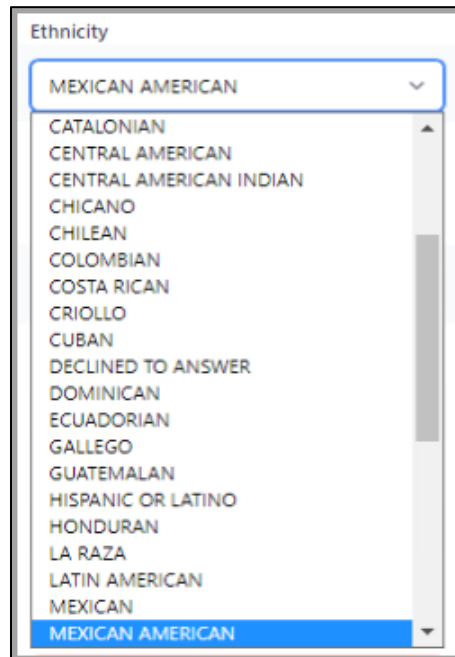 Ethnicity
MEXICAN AMERICAN
CATALONIAN
CENTRAL AMERICAN
CENTRAL AMERICAN INDIAN
CHICANO
CHILEAN
COLOMBIAN
COSTA RICAN
CRIOLLO
CUBAN
DECLINED TO ANSWER
DOMINICAN
ECUADORIAN
GALLEGO
GUATEMALAN
HISPANIC OR LATINO
HONDURAN
LA RAZA
LATIN AMERICAN
MEXICAN
MEXICAN AMERICAN